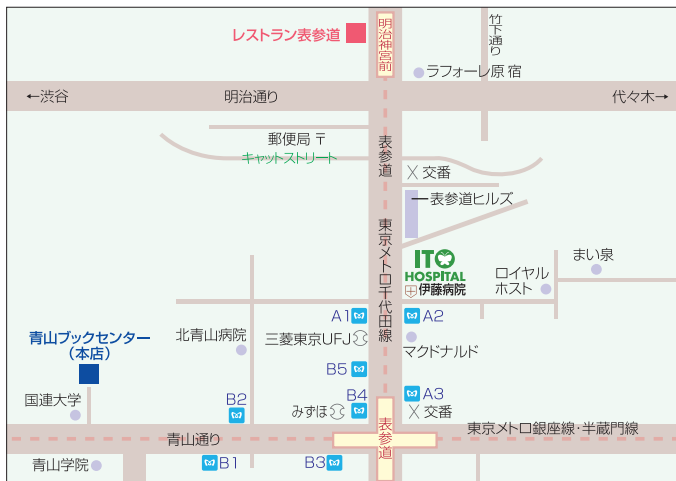 レストラン表参道
明治神宮前
竹下通り
ラフォーレ原宿
←渋谷
明治通り
代々木→
郵便局 〒
キャットストリート
表参道
交番
表参道ヒルズ
東京メトロ千代田線
ITO
HOSPITAL
伊藤病院
まい泉
ロイヤル
ホスト
A1
A2
北青山病院
三菱東京UFJ
マクドナルド
青山ブックセンター
(本店)
B5
国連大学
B2
B4
A3
みずほ
交番
表参道
青山通り
東京メトロ銀座線・半蔵門線
青山学院
B1
B3